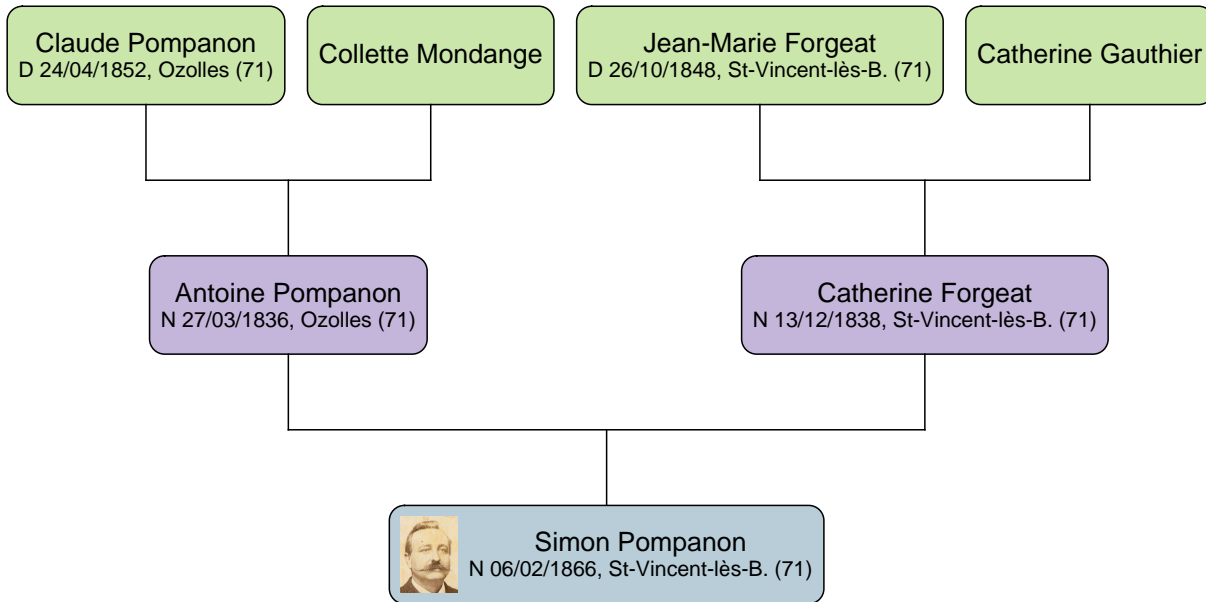 Claude Pompanon
D 24/04/1852, Ozolles (71)
Collette Mondange
Jean-Marie Forgeat
D 26/10/1848, St-Vincent-lès-B. (71)
Catherine Gauthier
Antoine Pompanon
N 27/03/1836, Ozolles (71)
Catherine Forgeat
N 13/12/1838, St-Vincent-lès-B. (71)
Simon Pompanon
N 06/02/1866, St-Vincent-lès-B. (71)